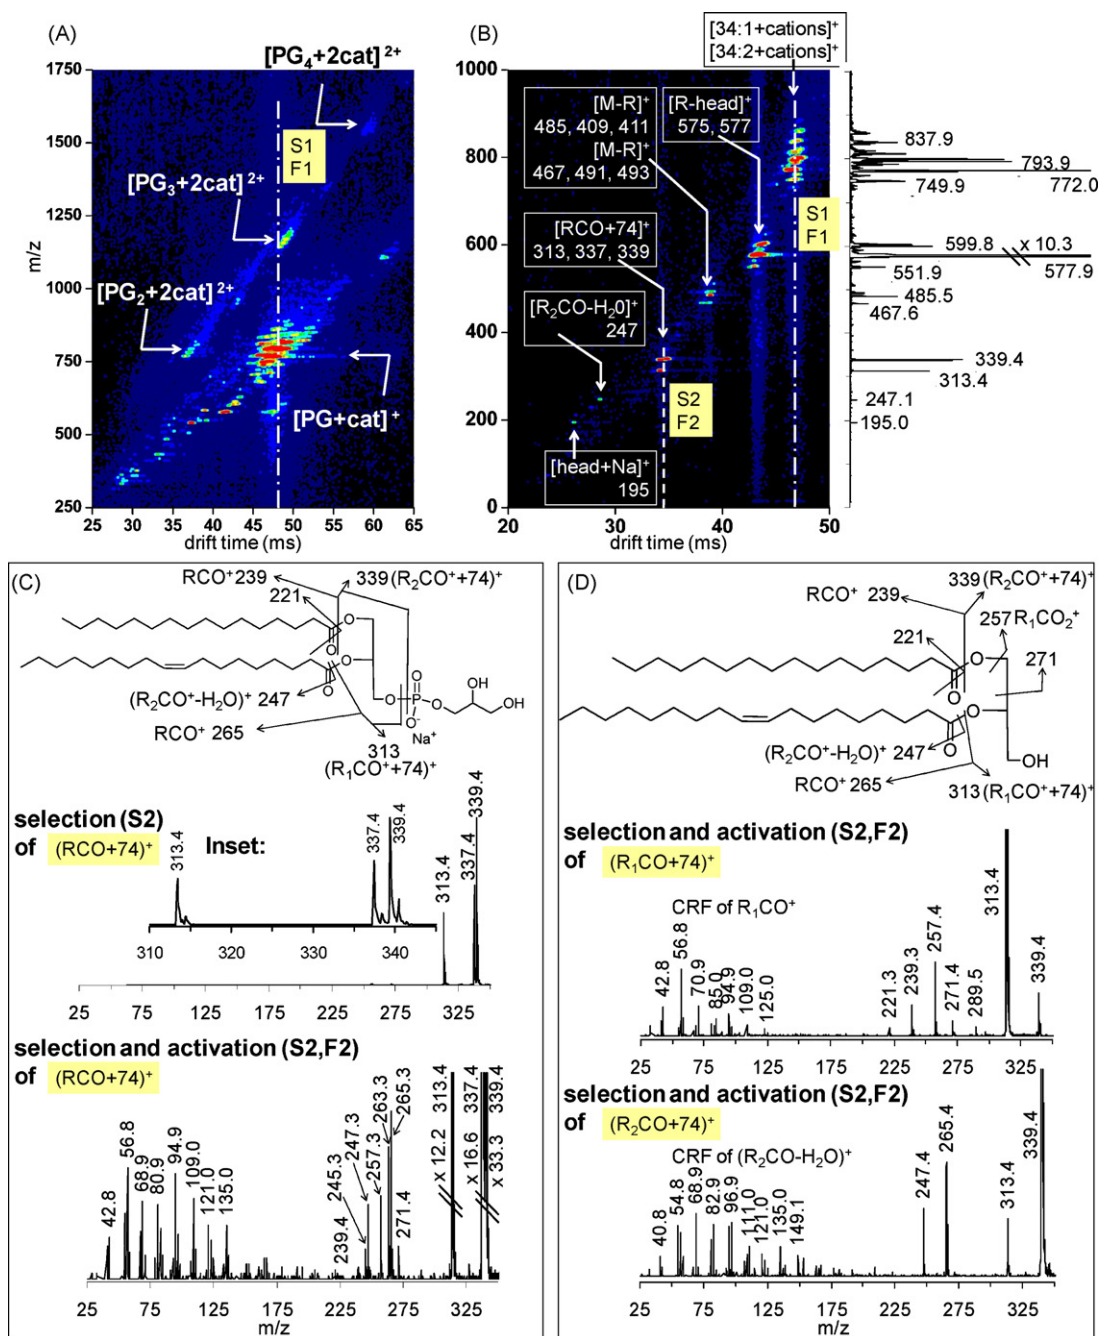 (A)
[PG4+2cat]2+
1750
1500
1250
1000
750
500
250
m/z
S1
F1
[PG3+2cat]2+
[PG2+2cat]2+
[PG+cat]+
25 35 45 55 65
drift time (ms)
(B)
[34:1+cations]+
[34:2+cations]+
1000
800
600
400
200
0
[M-R]+
485, 409, 411
[M-R]+
467, 491, 493
[R-head]+
575, 577
[RCO+74]+
313, 337, 339
[R2CO-H20]+
247
S1
F1
S2
F2
[head+Na]+
195
20 30 40 50
drift time (ms)
837.9
793.9
749.9
772.0
599.8
x 10.3
577.9
551.9
485.5
467.6
339.4
313.4
247.1
195.0
(C)
RCO+239
339(R2CO++74)+
221
O
O
O
O
(R2CO+-H2O)+ 247
O
O-P-O
O-
Na+
OH
OH
RCO+ 265
313
(R1CO++74)+
selection (S2)
of (RCO+74)+
Inset:
313.4
337.4
339.4
310 320 330 340
313.4
337.4
339.4
25 75 125 175 225 275 325
selection and activation (S2,F2)
of (RCO+74)+
42.8
56.8
68.9
80.9
94.9
109.0
121.0
135.0
239.4
245.3
247.3
257.3
263.3
265.3
271.4
x 12.2 313.4
x 16.6 337.4
x 33.3 339.4
25 75 125 175 225 275 325
m/z
(D)
339(R2CO++74)+
RCO+ 239
257R1CO2+
221
271
O
O
O
O
(R2CO+-H2O)+ 247
OH
RCO+ 265
313(R1CO++74)+
selection and activation (S2,F2)
of (R1CO+74)+
CRF of R1CO+
42.8
56.8
70.9
85.0
94.9
109.0
125.0
221.3
239.3
257.4
271.4
289.5
313.4
339.4
25 75 125 175 225 275 325
selection and activation (S2,F2)
of (R2CO+74)+
CRF of (R2CO-H2O)+
40.8
54.8
68.9
82.9
96.9
111.0
121.0
135.0
149.1
247.4
265.4
313.4
339.4
25 75 125 175 225 275 325
m/z